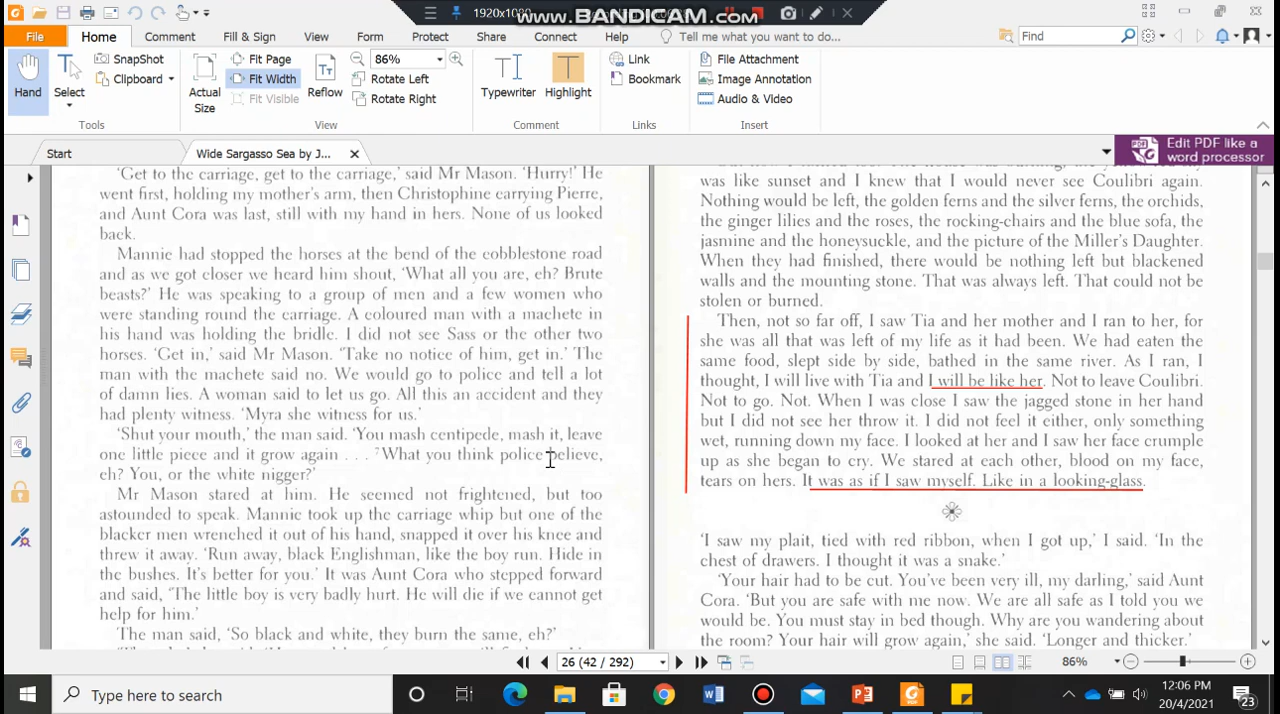 1920x1080
www.BANDICAM.com
File
Home
Comment
Fill & Sign
View
Form
Protect
Share
Connect
Help
Tell me what you want to do...
Find
Hand
Select
SnapShot
Clipboard
Tools
Actual
Size
Fit Page
Fit Width
Fit Visible
Reflow
86%
Rotate Left
Rotate Right
View
Typewriter
Highlight
Comment
Link
Bookmark
Links
File Attachment
Image Annotation
Audio & Video
Insert
Start
Wide Sargasso Sea by J...
Edit PDF like a
word processor
'Get to the carriage, get to the carriage,' said Mr Mason. 'Hurry!' He
went first, holding my mother's arm, then Christophine carrying Pierre,
and Aunt Cora was last, still with my hand in hers. None of us looked
back.
Mannie had stopped the horses at the bend of the cobblestone road
and as we got closer we heard him shout, 'What all you are, eh? Brute
beasts?' He was speaking to a group of men and a few women who
were standing round the carriage. A coloured man with a machete in
his hand was holding the bridle. I did not see Sass or the other two
horses. 'Get in,' said Mr Mason. 'Take no notice of him, get in.' The
man with the machete said no. We would go to police and tell a lot
of damn lies. A woman said to let us go. All this an accident and they
had plenty witness. 'Myra she witness for us.'
'Shut your mouth,' the man said. 'You mash centipede, mash it, leave
one little piece and it grow again . . . ? What you think police believe,
eh? You, or the white nigger?'
Mr Mason stared at him. He seemed not frightened, but too
astounded to speak. Mannie took up the carriage whip but one of the
blacker men wrenched it out of his hand, snapped it over his knee and
threw it away. 'Run away, black Englishman, like the boy run. Hide in
the bushes. It's better for you.' It was Aunt Cora who stepped forward
and said, 'The little boy is very badly hurt. He will die if we cannot get
help for him.'
The man said, 'So black and white, they burn the same, eh?'
was like sunset and I knew that I would never see Coulibri again.
Nothing would be left, the golden ferns and the silver ferns, the orchids,
the ginger lilies and the roses, the rocking-chairs and the blue sofa, the
jasmine and the honeysuckle, and the picture of the Miller's Daughter.
When they had finished, there would be nothing left but blackened
walls and the mounting stone. That was always left. That could not be
stolen or burned.
Then, not so far off, I saw Tia and her mother and I ran to her, for
she was all that was left of my life as it had been. We had eaten the
same food, slept side by side, bathed in the same river. As I ran, I
thought, I will live with Tia and I will be like her. Not to leave Coulibri.
Not to go. Not. When I was close I saw the jagged stone in her hand
but I did not see her throw it. I did not feel it either, only something
wet, running down my face. I looked at her and I saw her face crumple
up as she began to cry. We stared at each other, blood on my face,
tears on hers. It was as if I saw myself. Like in a looking-glass.
'I saw my plait, tied with red ribbon, when I got up,' I said. 'In the
chest of drawers. I thought it was a snake.'
'Your hair had to be cut. You've been very ill, my darling,' said Aunt
Cora. 'But you are safe with me now. We are all safe as I told you we
would be. You must stay in bed though. Why are you wandering about
the room? Your hair will grow again,' she said. 'Longer and thicker.'
26 (42 / 292)
86%
Type here to search
12:06 PM
20/4/2021
23